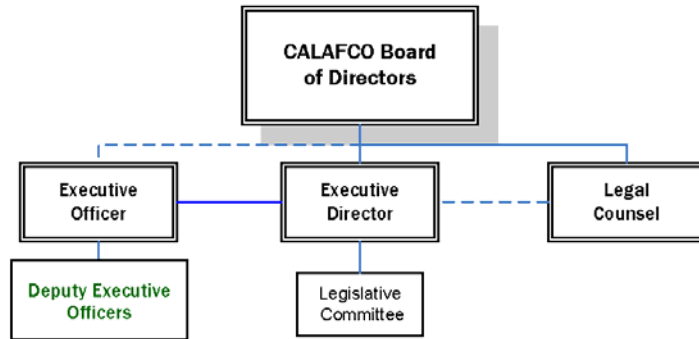 CALAFCO Board
of Directors
Executive
Officer
Executive
Director
Legal
Counsel
Deputy Executive
Officers
Legislative
Committee